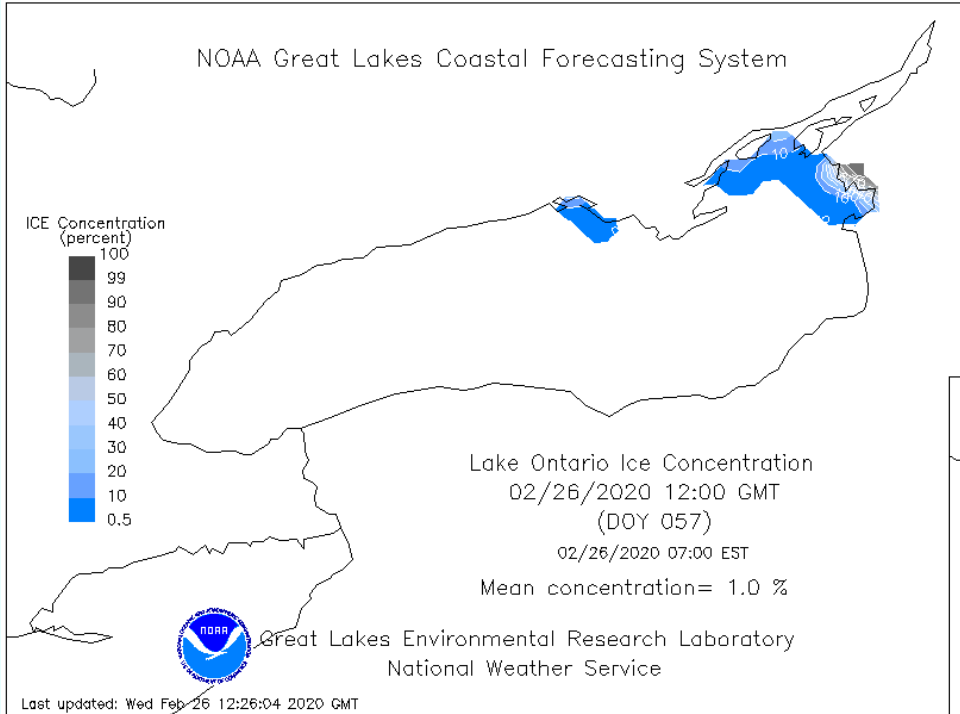 NOAA Great Lakes Coastal Forecasting System
10
ICE Concentration
(percent)
100
99
90
80
70
60
50
40
30
20
10
0.5
Lake Ontario Ice Concentration
02/26/2020 12:00 GMT
(DOY 057)
02/26/2020 07:00 EST
Mean concentration= 1.0 %
NOAA
Great Lakes Environmental Research Laboratory
National Weather Service
Last updated: Wed Feb 26 12:26:04 2020 GMT